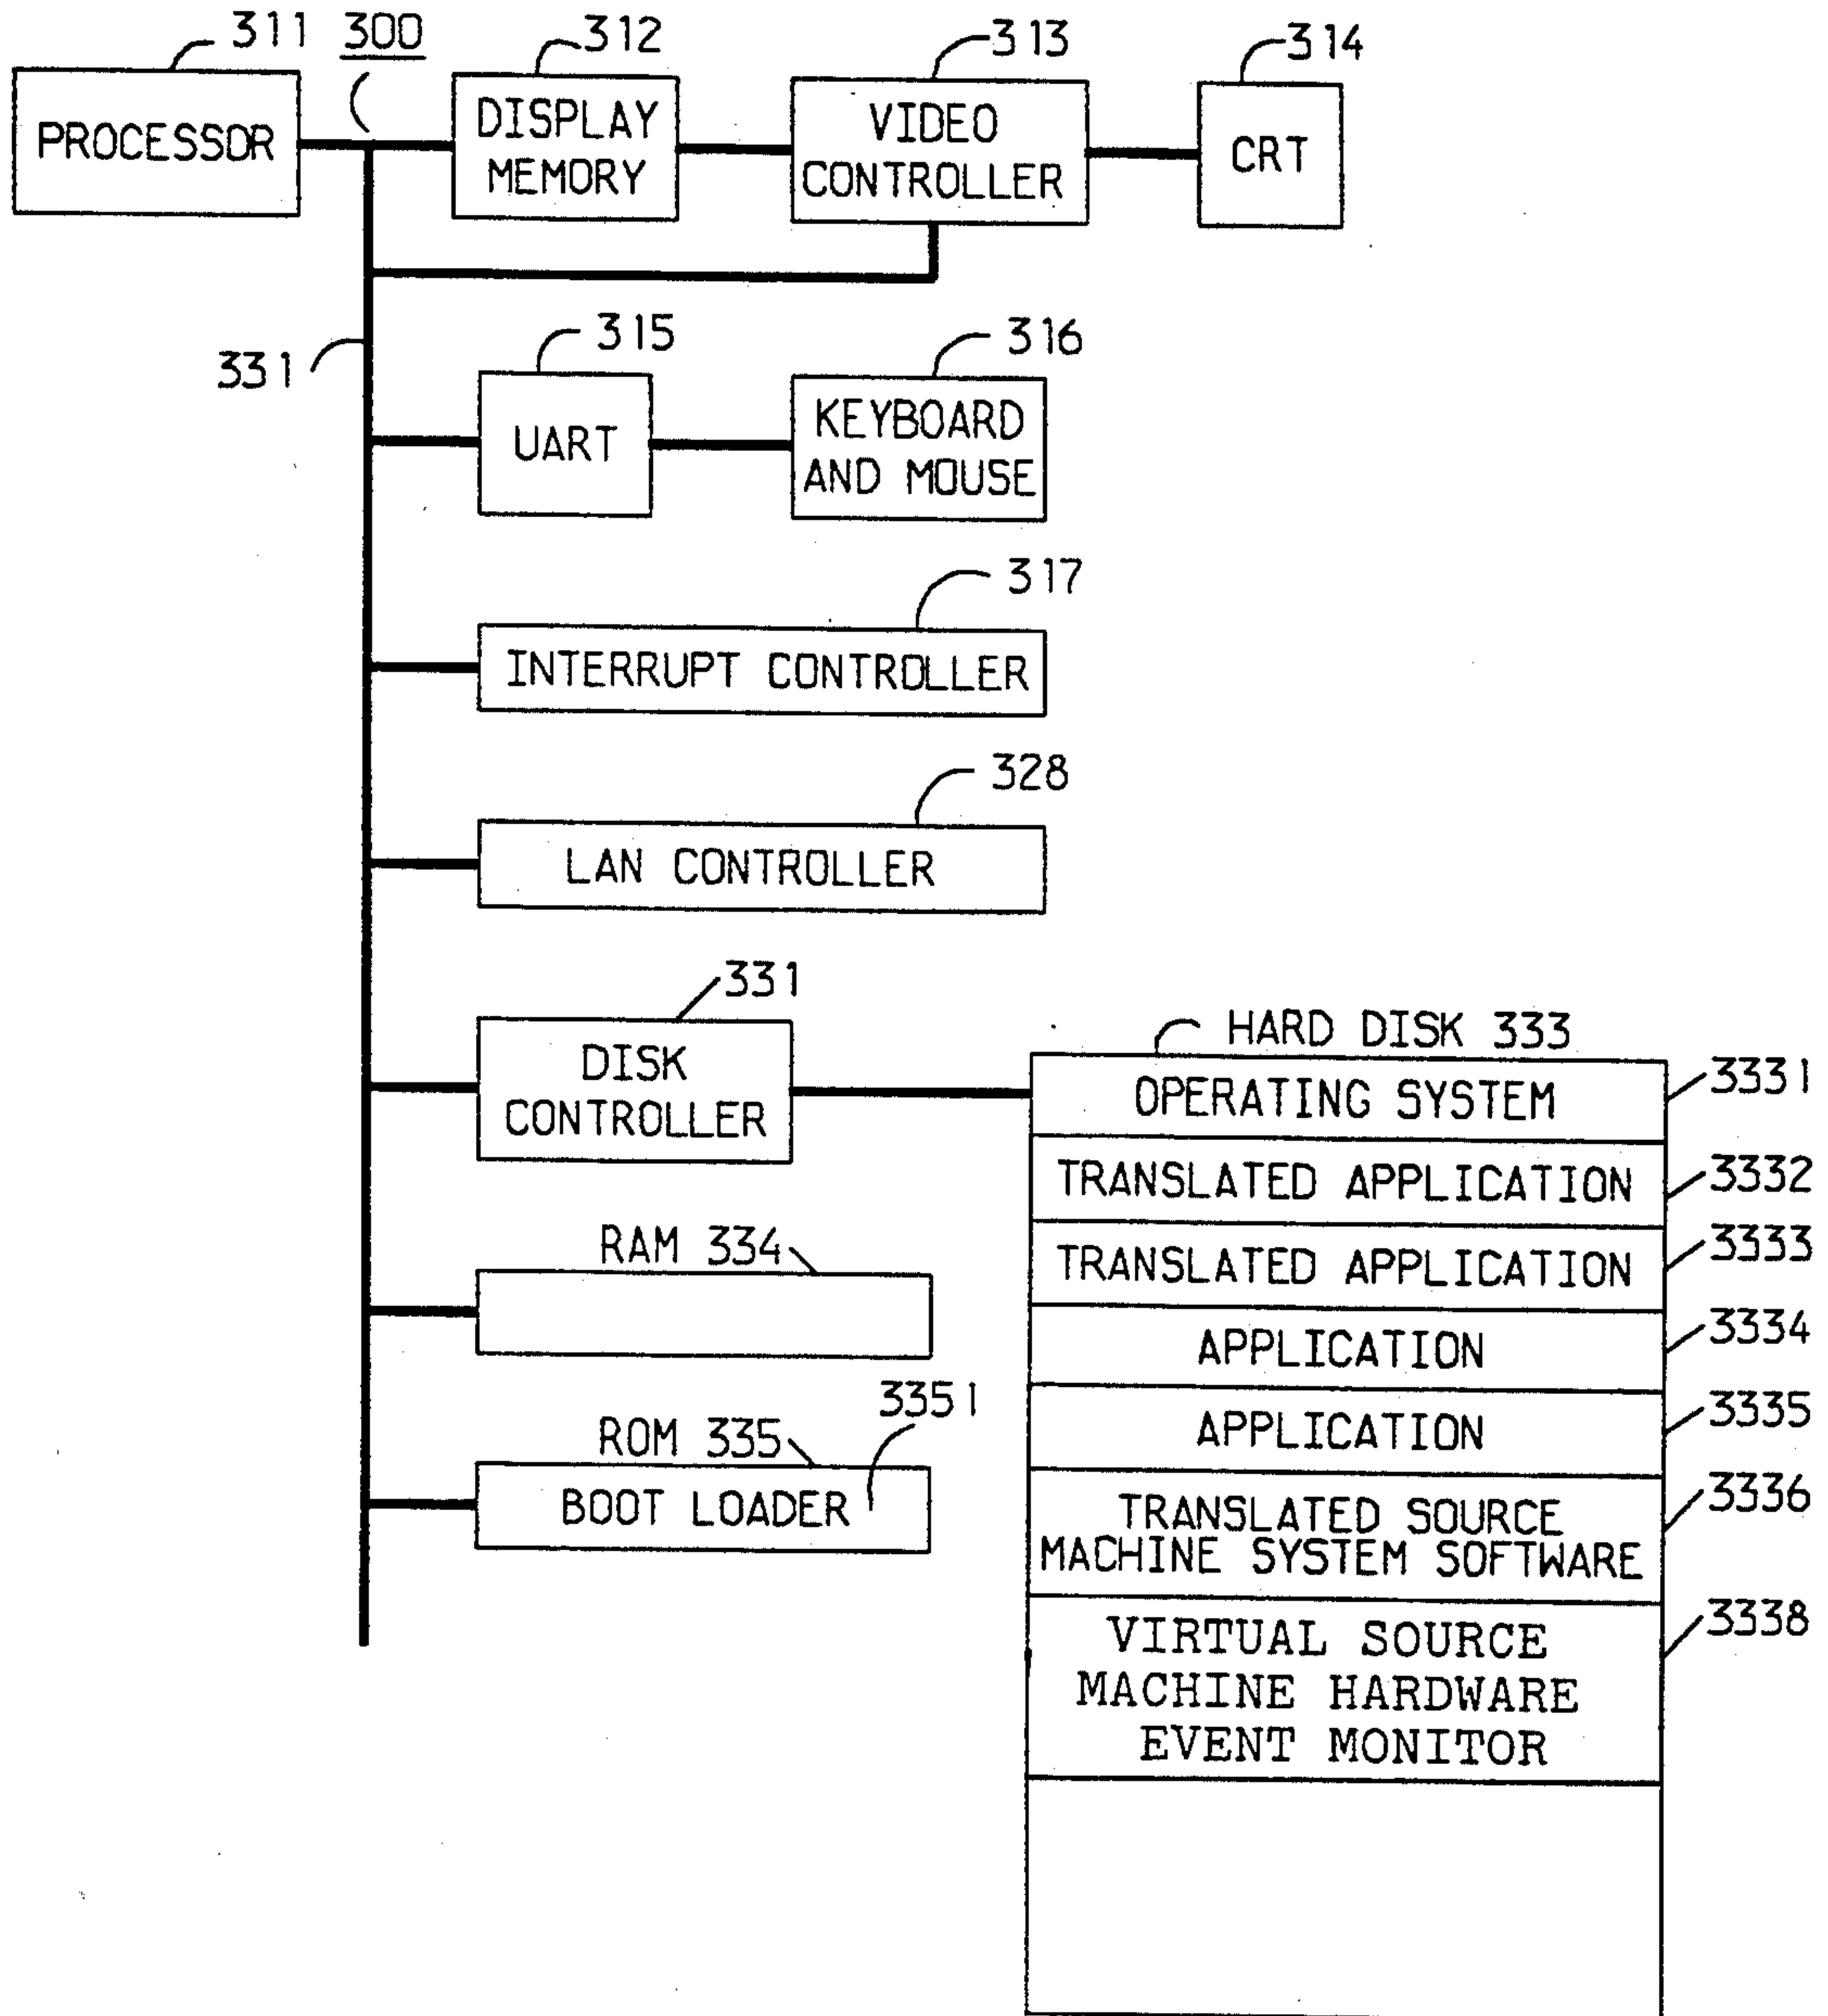 311
300
312
313
314
PROCESSOR
DISPLAY
MEMORY
VIDEO
CONTROLLER
CRT
331
315
316
UART
KEYBOARD
AND MOUSE
317
INTERRUPT CONTROLLER
328
LAN CONTROLLER
331
DISK
CONTROLLER
HARD DISK 333
OPERATING SYSTEM
3331
TRANSLATED APPLICATION
3332
TRANSLATED APPLICATION
3333
APPLICATION
3334
APPLICATION
3335
TRANSLATED SOURCE
MACHINE SYSTEM SOFTWARE
3336
VIRTUAL SOURCE
MACHINE HARDWARE
EVENT MONITOR
3338
RAM 334
ROM 335
3351
BOOT LOADER